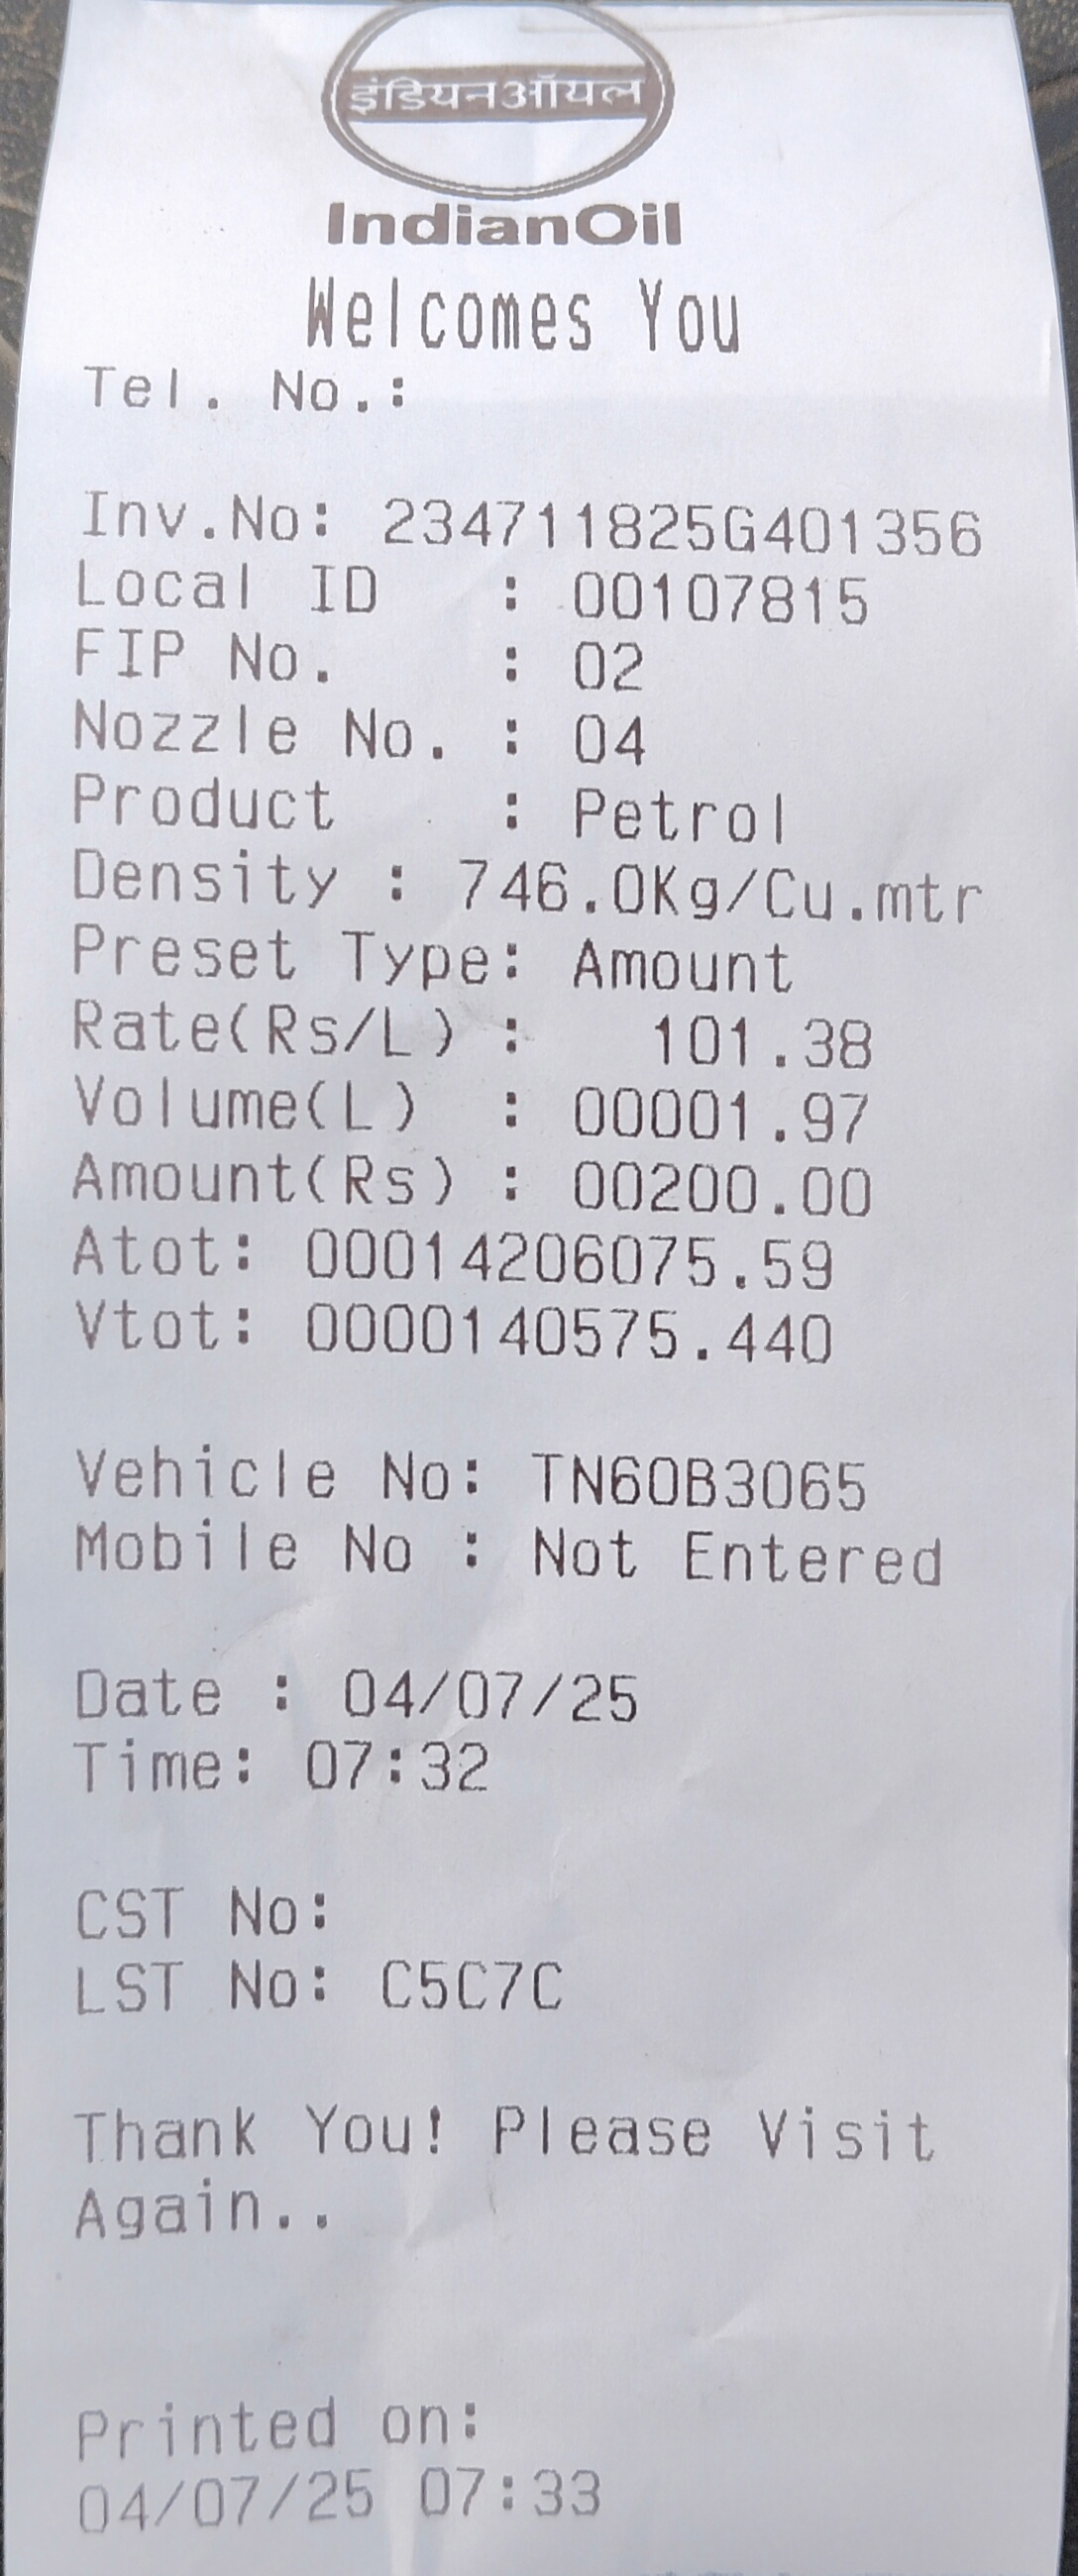 इंडियनऑयल
IndianOil
Welcomes You
Tel. No.:
Inv.No: 234711825G401356
Local ID : 00107815
FIP No. : 02
Nozzle No. : 04
Product : Petrol
Density : 746.0Kg/Cu.mtr
Preset Type: Amount
Rate(Rs/L) : 101.38
Volume(L) : 00001.97
Amount(Rs) : 00200.00
Atot: 00014206075.59
Vtot: 0000140575.440
Vehicle No: TN60B3065
Mobile No : Not Entered
Date : 04/07/25
Time: 07:32
CST No:
LST No: C5C7C
Thank You! Please Visit
Again..
Printed on:
04/07/25 07:33